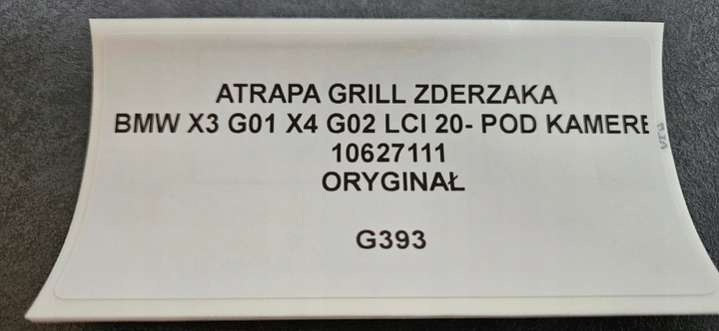 ATRAPA GRILL ZDERZAKA
BMW X3 G01 X4 G02 LCI 20- POD KAMERE
10627111
ORYGINAŁ
G393